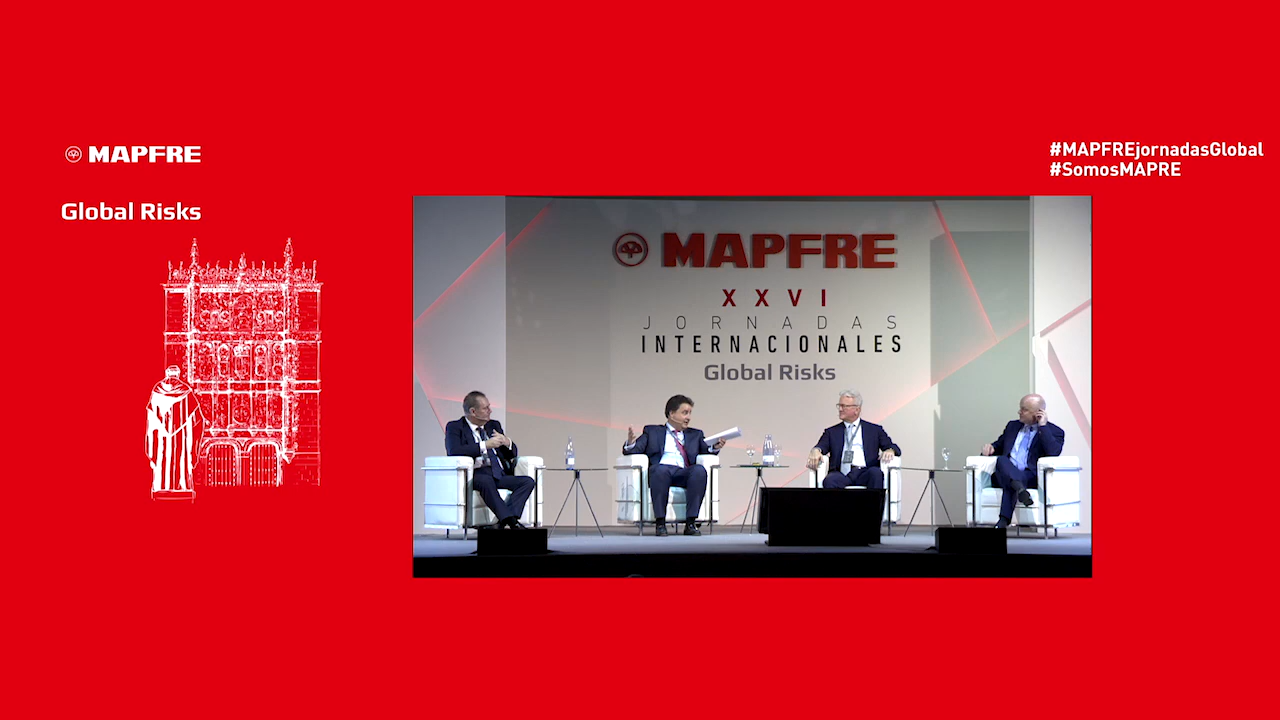 MAPFRE
Global Risks
#MAPFREjornadasGlobal
#SomosMAPRE
MAPFRE
XXVI
JORNADAS
INTERNACIONALES
Global Risks